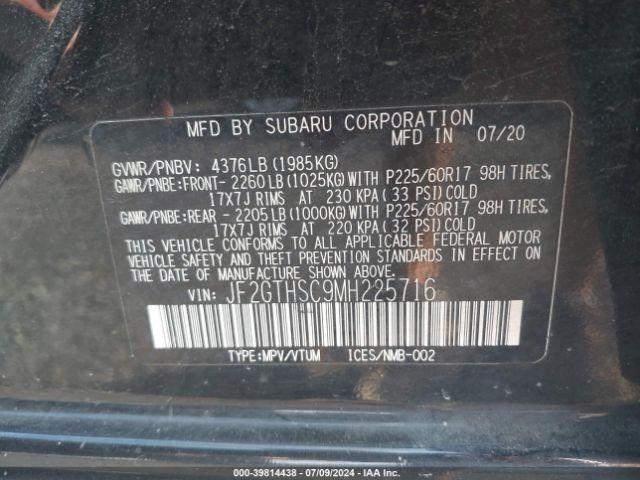 MFD BY SUBARU CORPORATION
MFD IN 07/20
GVWR/PNBV: 4376LB(1985KG)
GAWR/PNBE:FRONT- 2260LB(1025KG)WITH P225/60R17 98H TIRES,
17X7J RIMS AT 230 KPA(33 PSI)COLD
GAWR/PNBE:REAR - 2205LB(1000KG)WITH P225/60R17 98H TIRES,
17X7J RIMS AT 220 KPA(32 PSI)COLD
THIS VEHICLE CONFORMS TO ALL APPLICABLE FEDERAL MOTOR
VEHICLE SAFETY AND THEFT PREVENTION STANDARDS IN EFFECT ON
THE DATE OF MANUFACTURE SHOWN ABOVE.
VIN: JF2GTHSC9MH225716
TYPE:MPV/VTUM ICES/NMB-002
000-39814438 - 07/09/2024 - IAA Inc.